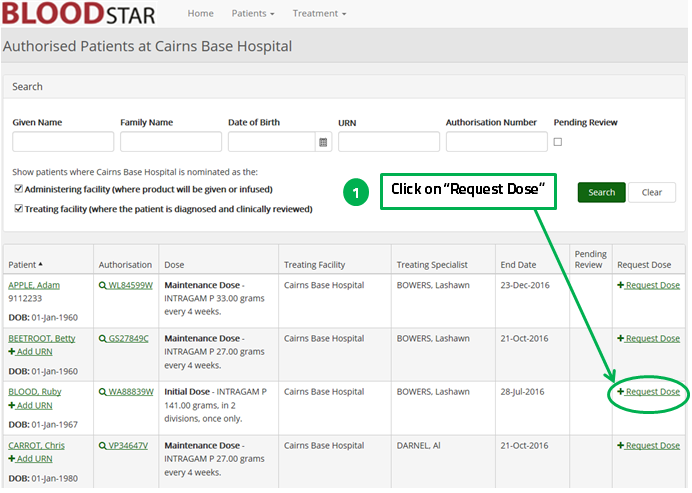 BLOODSTAR Home Patients Treatment
Authorised Patients at Cairns Base Hospital
Search
Given Name Family Name Date of Birth URN Authorisation Number Pending Review
Show patients where Cairns Base Hospital is nominated as the:
Administering facility (where product will be given or infused)
Treating facility (where the patient is diagnosed and clinically reviewed)
1 Click on "Request Dose"
Search Clear
Patient Authorisation Dose Treating Facility Treating Specialist End Date Pending Review Request Dose
APPLE, Adam WL84599W Maintenance Dose - Cairns Base Hospital BOWERS, Lashawn 23-Dec-2016 Request Dose
9112233 INTRAGAM P 33.00 grams
DOB: 01-Jan-1960 every 4 weeks.
BEETROOT, Betty GS27849C Maintenance Dose - Cairns Base Hospital BOWERS, Lashawn 21-Oct-2016 Request Dose
Add URN INTRAGAM P 27.00 grams
DOB: 01-Jan-1960 every 4 weeks.
BLOOD, Ruby WA88839W Initial Dose - INTRAGAM P Cairns Base Hospital BOWERS, Lashawn 28-Jul-2016 Request Dose
Add URN 141.00 grams, in 2
DOB: 01-Jan-1967 divisions, once only.
CARROT, Chris VP34647V Maintenance Dose - Cairns Base Hospital DARNEL, Al 21-Oct-2016 Request Dose
Add URN INTRAGAM P 27.00 grams
DOB: 01-Jan-1980 every 4 weeks.